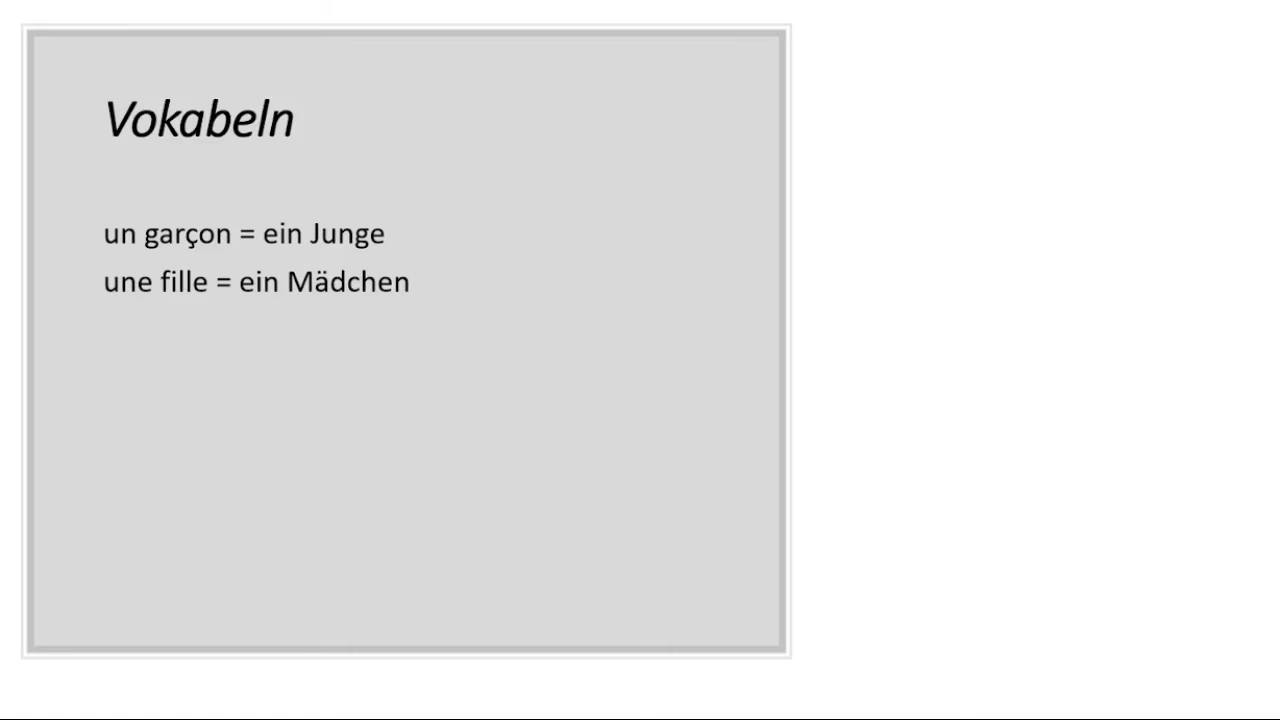 Vokabeln
un garçon = ein Junge
une fille = ein Mädchen